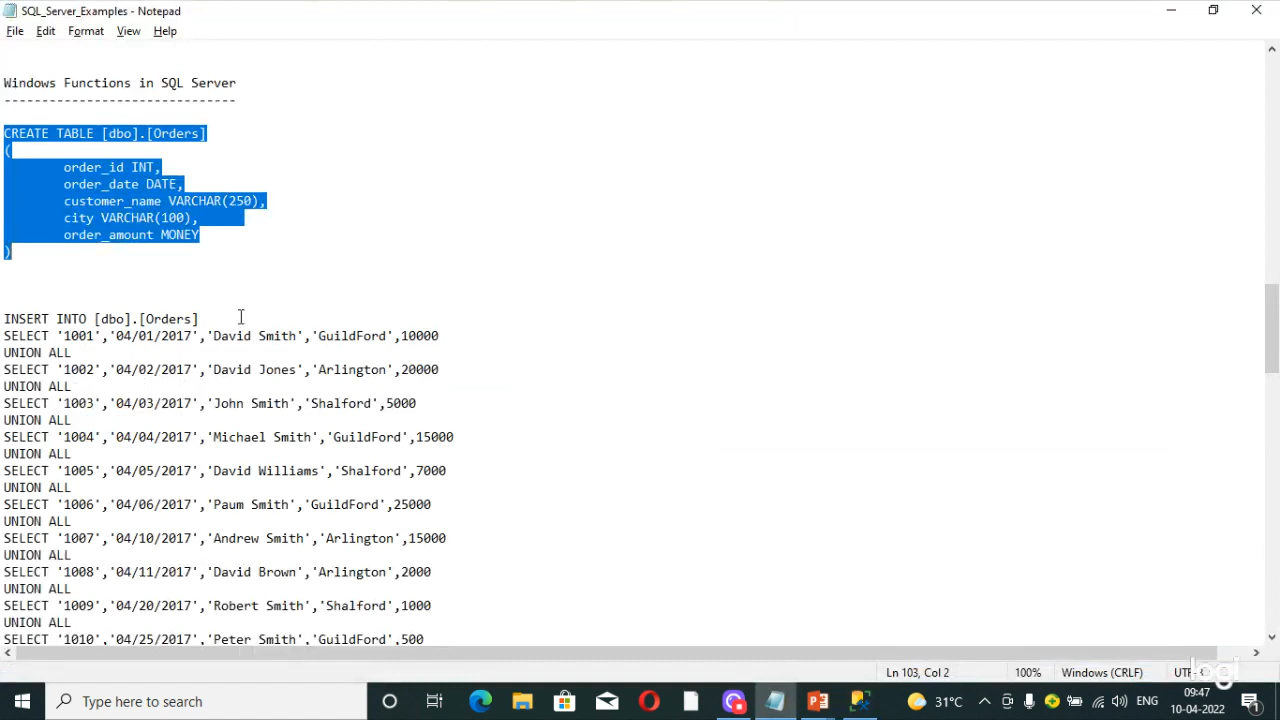 SQL_Server_Examples - Notepad
File Edit Format View Help
Windows Functions in SQL Server
-------------------------------
CREATE TABLE [dbo].[Orders]
(
order_id INT,
order_date DATE,
customer_name VARCHAR(250),
city VARCHAR(100),
order_amount MONEY
)
INSERT INTO [dbo].[Orders]
SELECT '1001','04/01/2017','David Smith','GuildFord',10000
UNION ALL
SELECT '1002','04/02/2017','David Jones','Arlington',20000
UNION ALL
SELECT '1003','04/03/2017','John Smith','Shalford',5000
UNION ALL
SELECT '1004','04/04/2017','Michael Smith','GuildFord',15000
UNION ALL
SELECT '1005','04/05/2017','David Williams','Shalford',7000
UNION ALL
SELECT '1006','04/06/2017','Paum Smith','GuildFord',25000
UNION ALL
SELECT '1007','04/10/2017','Andrew Smith','Arlington',15000
UNION ALL
SELECT '1008','04/11/2017','David Brown','Arlington',2000
UNION ALL
SELECT '1009','04/20/2017','Robert Smith','Shalford',1000
UNION ALL
SELECT '1010','04/25/2017','Peter Smith','GuildFord',500
Ln 103, Col 2 100% Windows (CRLF)
logi
Type here to search
31°C ENG 09:47
10-04-2022 1